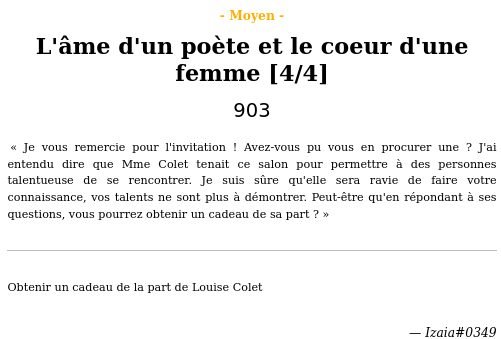 - Moyen -
L'âme d'un poète et le coeur d'une
femme [4/4]
903
« Je vous remercie pour l'invitation ! Avez-vous pu vous en procurer une ? J'ai
entendu dire que Mme Colet tenait ce salon pour permettre à des personnes
talentueuse de se rencontrer. Je suis sûre qu'elle sera ravie de faire votre
connaissance, vos talents ne sont plus à démontrer. Peut-être qu'en répondant à ses
questions, vous pourrez obtenir un cadeau de sa part ? »
Obtenir un cadeau de la part de Louise Colet
— Izaia#0349